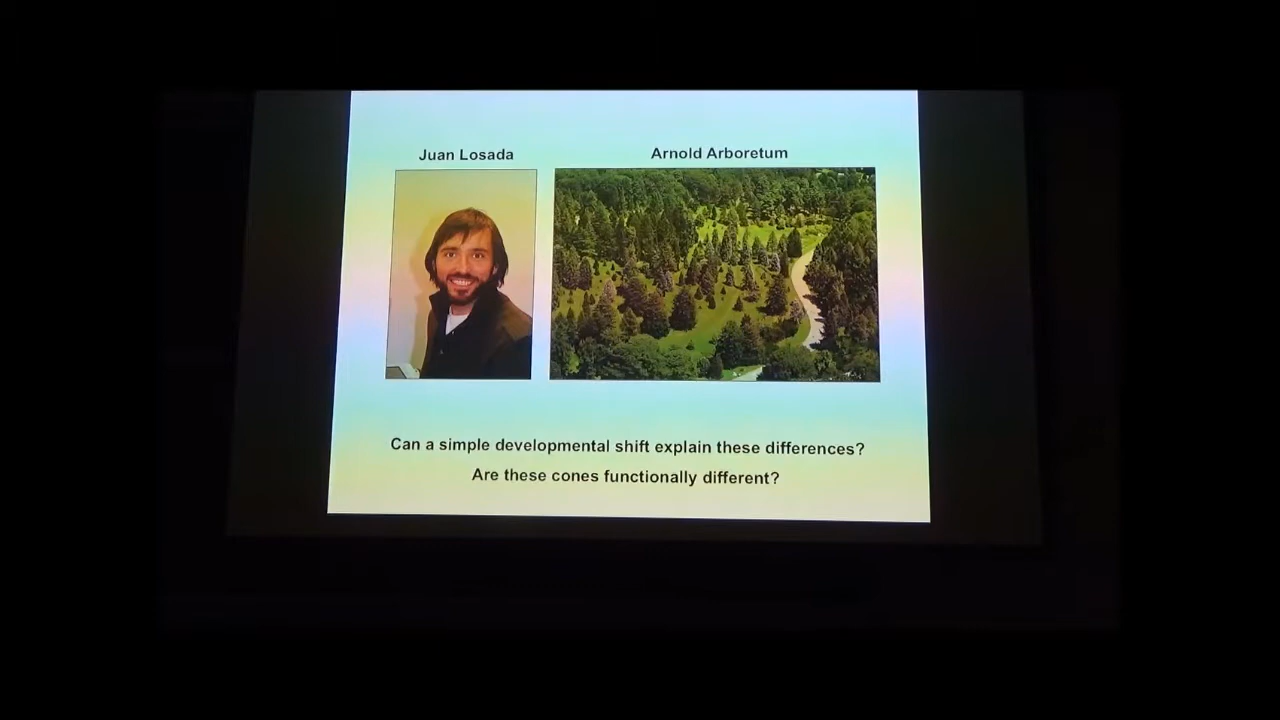 Juan Losada
Arnold Arboretum
Can a simple developmental shift explain these differences?
Are these cones functionally different?